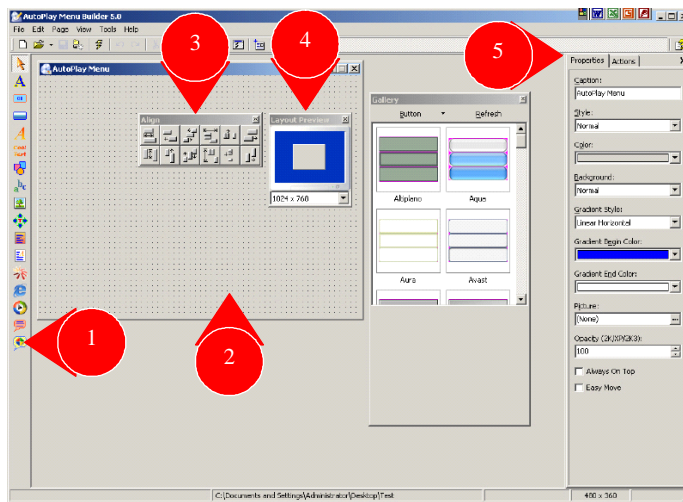 AutoPlay Menu Builder 5.0
File Edit Page View Tools Help
3
4
5
Properties Actions
AutoPlay Menu
Caption:
AutoPlay Menu
Gallery
Button Refresh
Align
Layout Preview
Style:
Normal
Color:
Background:
Normal
1024 x 768
Altiplano Aqua
Gradient Style:
Linear Horizontal
Gradient Begin Color:
Gradient End Color:
Aura Avast
Picture:
(None)
Opacity (2K/XP/2K3):
100
1
2
Always On Top
Easy Move
C:\Documents and Settings\Administrator\Desktop\Test
480 x 360